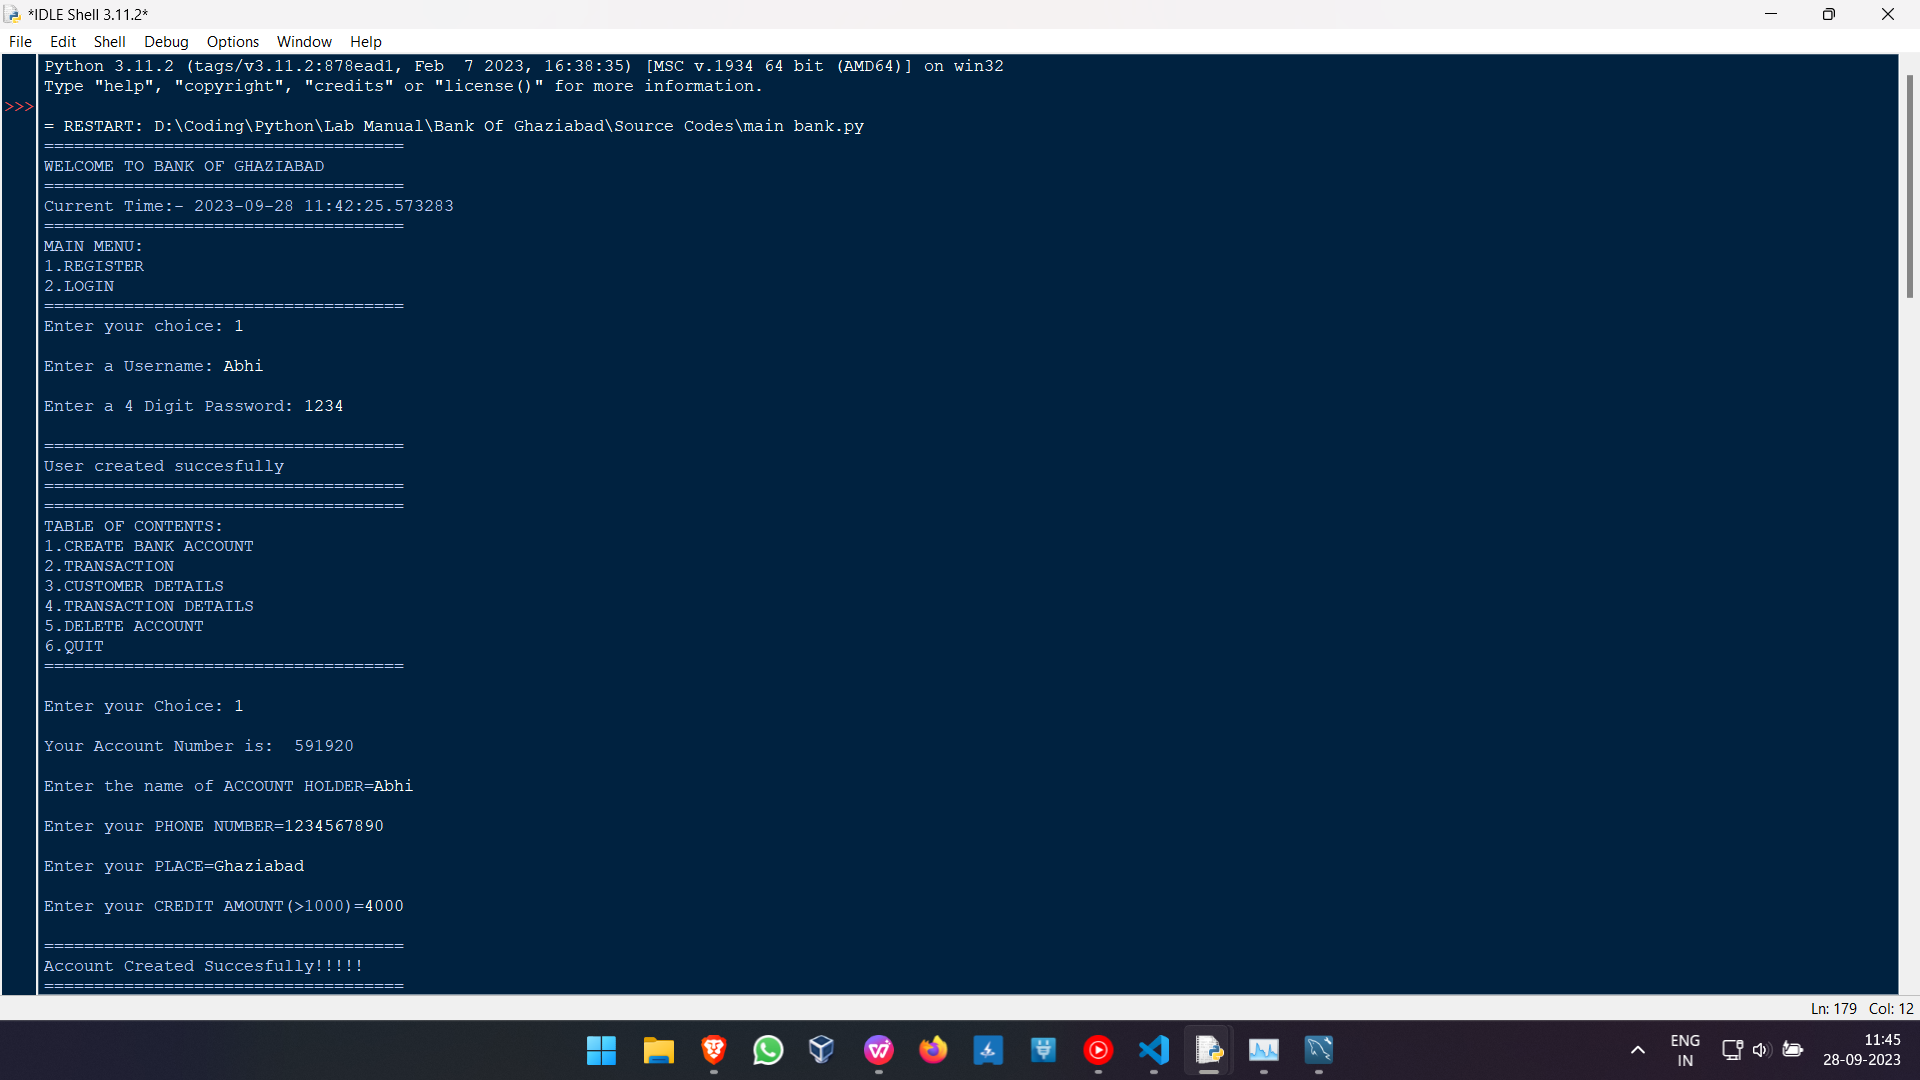 *IDLE Shell 3.11.2*
File Edit Shell Debug Options Window Help
Python 3.11.2 (tags/v3.11.2:878ead1, Feb  7 2023, 16:38:35) [MSC v.1934 64 bit (AMD64)] on win32
Type "help", "copyright", "credits" or "license()" for more information.
>>>
= RESTART: D:\Coding\Python\Lab Manual\Bank Of Ghaziabad\Source Codes\main bank.py
====================================
WELCOME TO BANK OF GHAZIABAD
====================================
Current Time:- 2023-09-28 11:42:25.573283
====================================
MAIN MENU:
1.REGISTER
2.LOGIN
====================================
Enter your choice: 1
Enter a Username: Abhi
Enter a 4 Digit Password: 1234
====================================
User created succesfully
====================================
====================================
TABLE OF CONTENTS:
1.CREATE BANK ACCOUNT
2.TRANSACTION
3.CUSTOMER DETAILS
4.TRANSACTION DETAILS
5.DELETE ACCOUNT
6.QUIT
====================================
Enter your Choice: 1
Your Account Number is:  591920
Enter the name of ACCOUNT HOLDER=Abhi
Enter your PHONE NUMBER=1234567890
Enter your PLACE=Ghaziabad
Enter your CREDIT AMOUNT(>1000)=4000
====================================
Account Created Succesfully!!!!!
====================================
Ln: 179 Col: 12
ENG
IN
11:45
28-09-2023